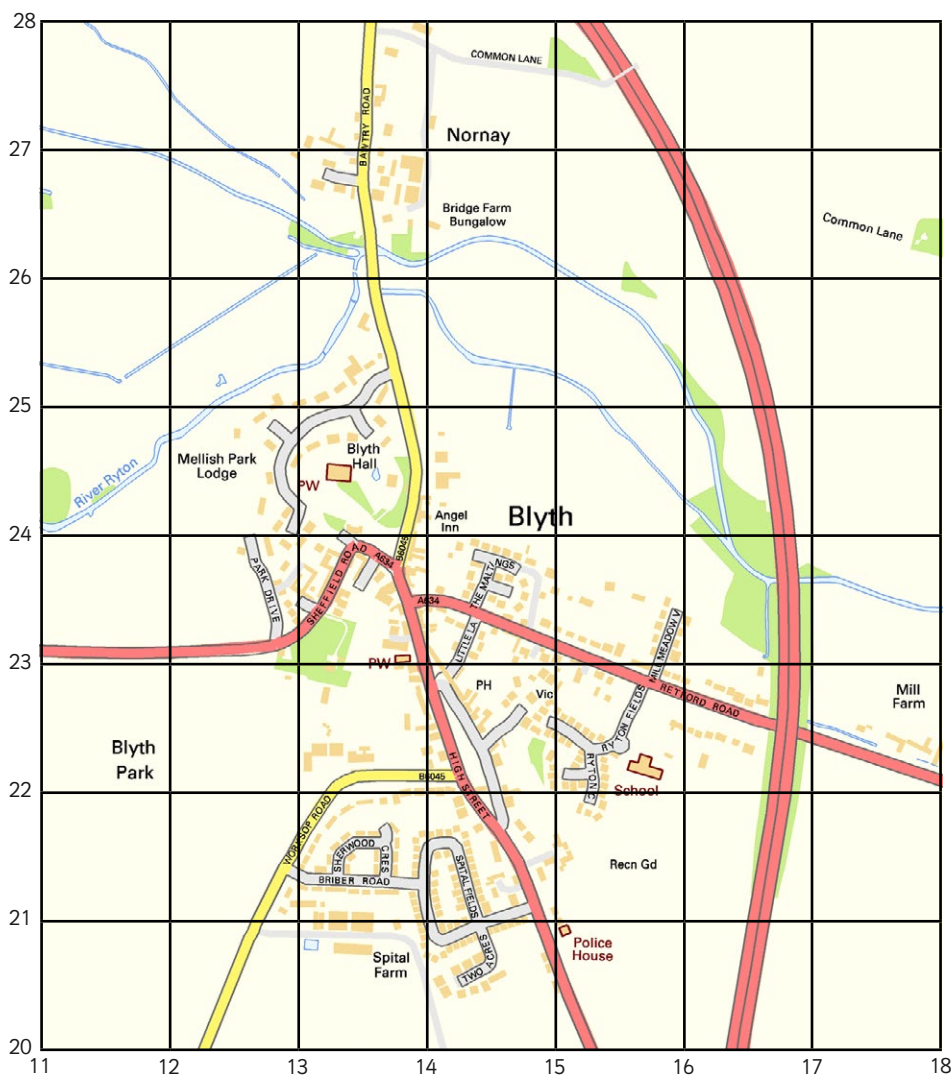 28
COMMON LANE
BAWTRY ROAD
Nornay
27
Bridge Farm
Bungalow
Common Lane
26
25
Mellish Park
Lodge
Blyth
Hall
PW
River Ryton
Angel
Inn
Blyth
24
B6045
A634
SHEFFIELD ROAD
PARK DRIVE
THE MALTINGS
A634
LITTLE LA
MILL MEADOW V
23
PW
PH
Vic
RETFORD ROAD
Mill
Farm
RYTON FIELDS
Blyth
Park
HIGH STREET
RYTON C
School
B6045
22
WORKSOP ROAD
SHERWOOD
CRES
BRIBER ROAD
SPITAL FIELDS
Recn Gd
21
Police
House
Spital
Farm
TWO ACRES
20
11
12
13
14
15
16
17
18